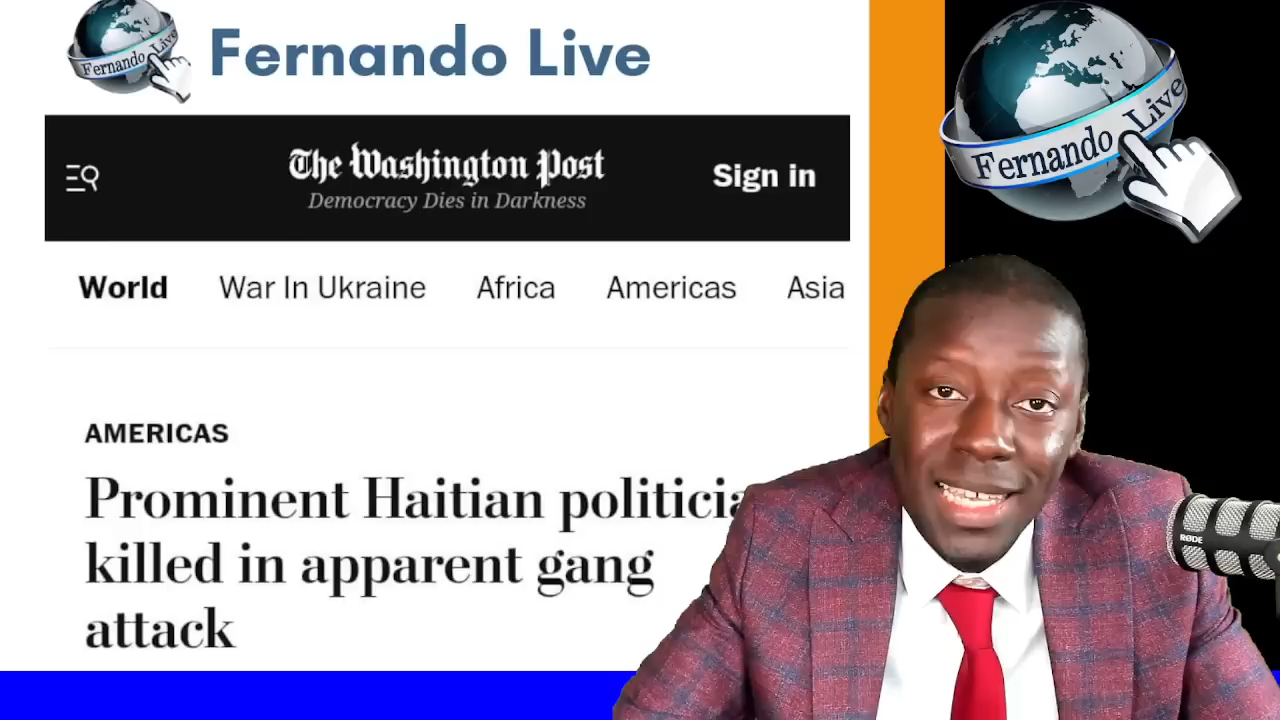 Fernando Live
Fernando Live
The Washington Post
Sign in
Democracy Dies in Darkness
World War In Ukraine Africa Americas Asia
AMERICAS
Prominent Haitian
killed in apparent gang
attack
Fernando
Live
RØDE